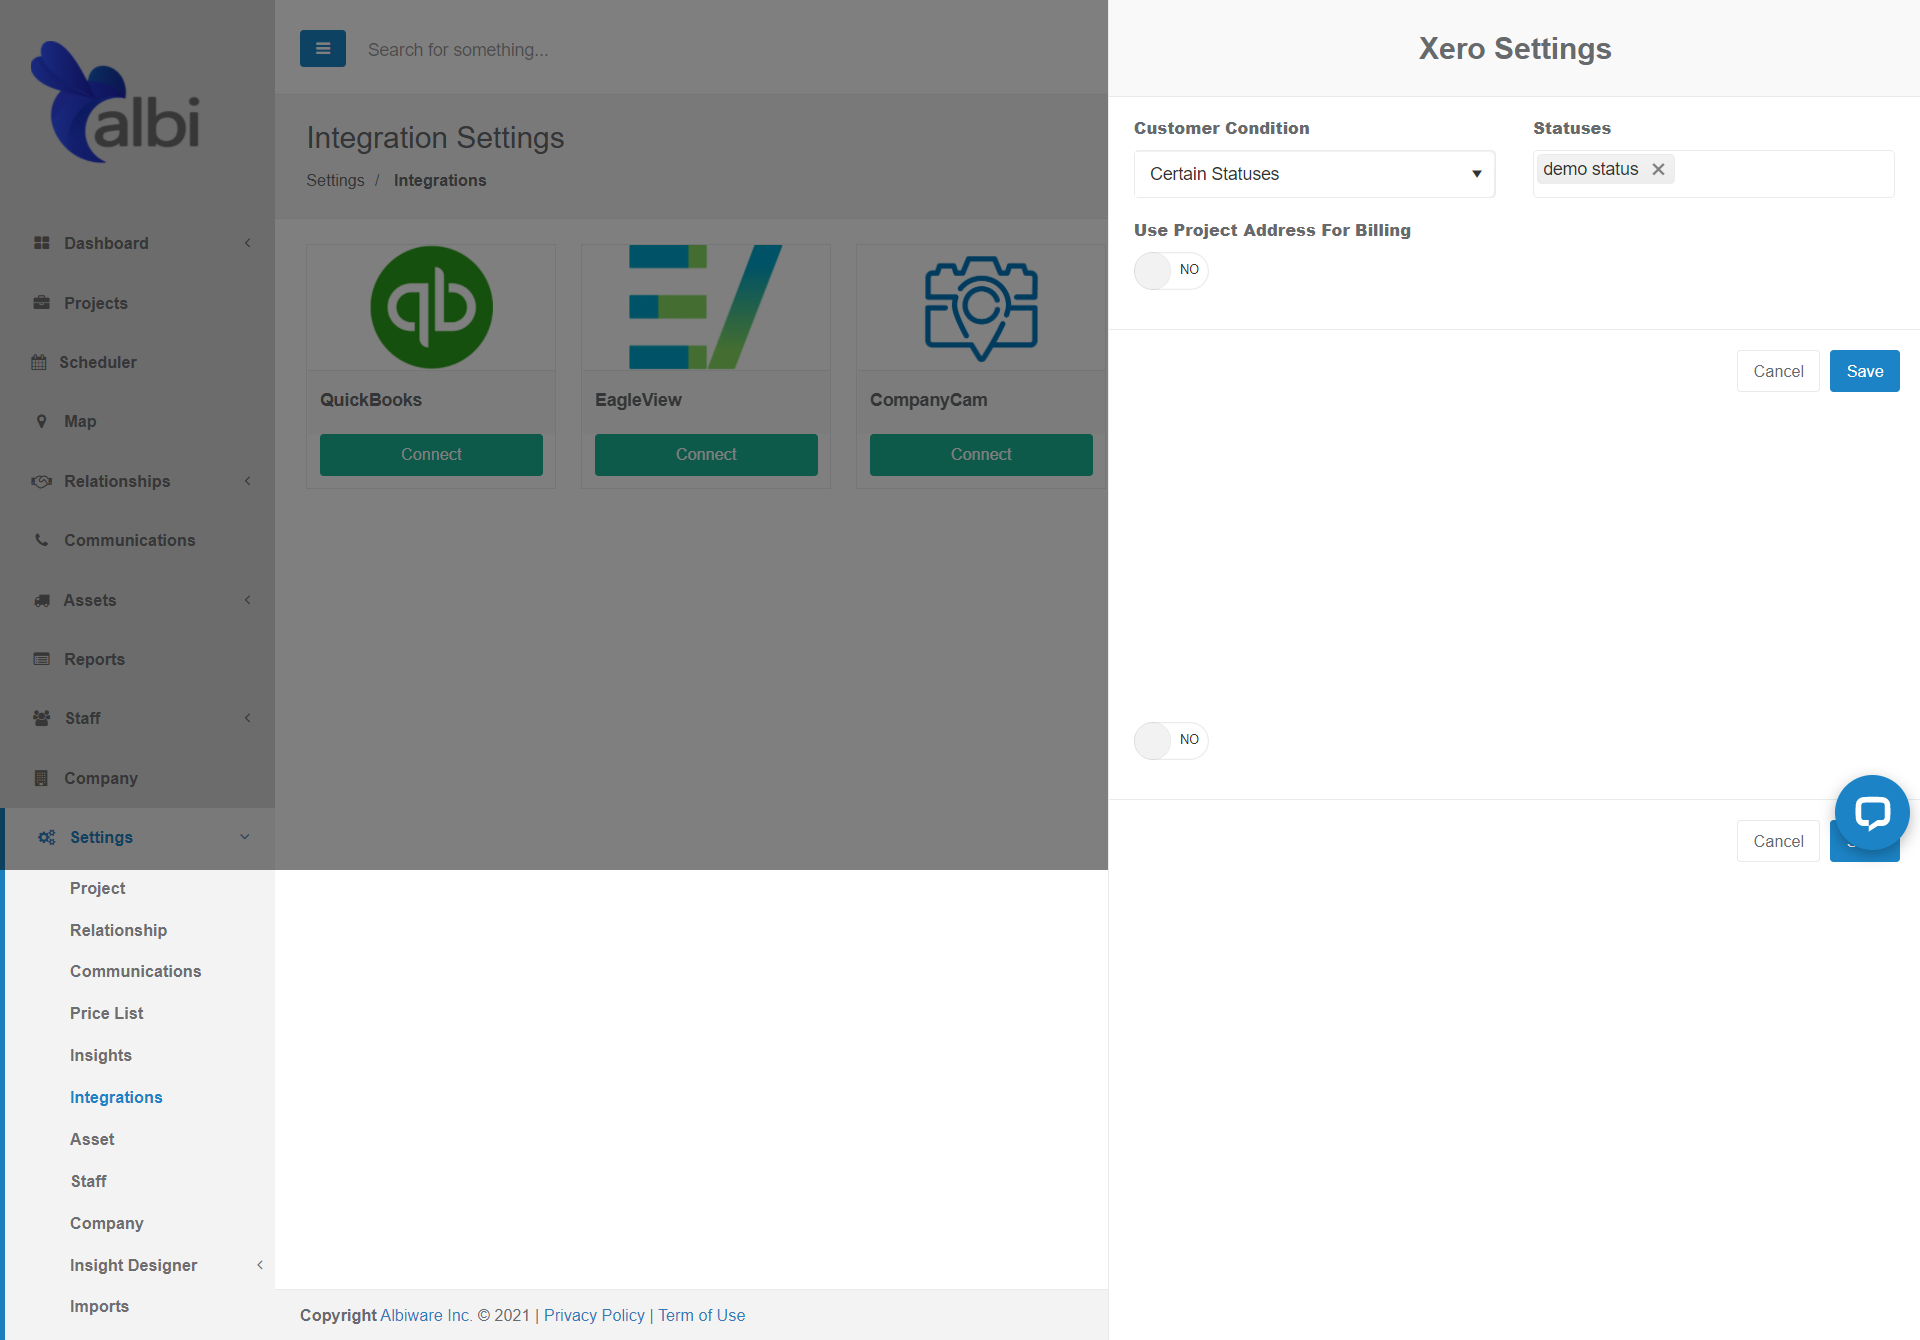 albi
Dashboard
Projects
Scheduler
Map
Relationships
Communications
Assets
Reports
Staff
Company
Settings
Project
Relationship
Communications
Price List
Insights
Integrations
Asset
Staff
Company
Insight Designer
Imports
Search for something...
Integration Settings
Settings / Integrations
qb
QuickBooks
Connect
EagleView
Connect
CompanyCam
Connect
Copyright Albiware Inc. © 2021 | Privacy Policy | Term of Use
Xero Settings
Customer Condition
Certain Statuses
Statuses
demo status
Use Project Address For Billing
NO
Cancel
Save
NO
Cancel